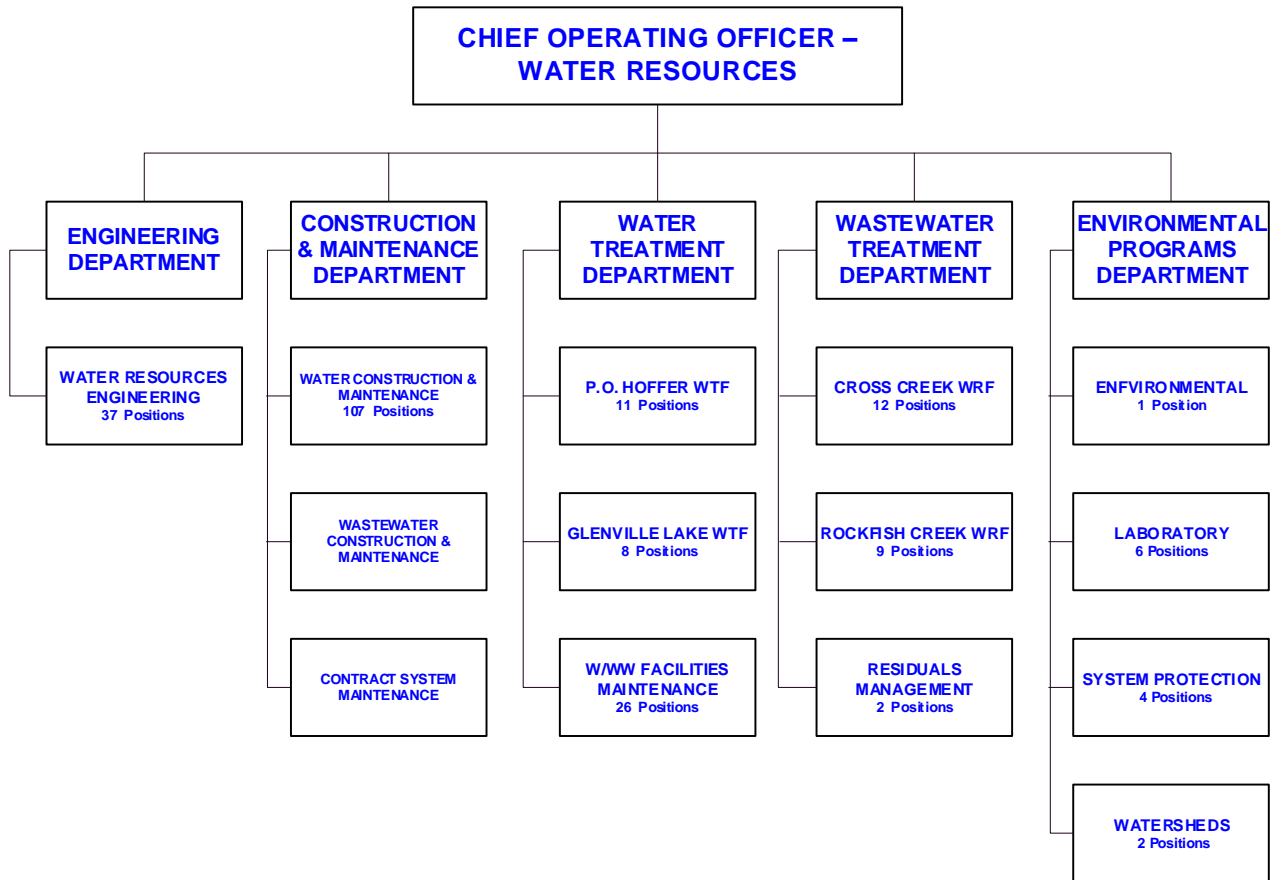 CHIEF OPERATING OFFICER –
WATER RESOURCES
ENGINEERING
DEPARTMENT
CONSTRUCTION
& MAINTENANCE
DEPARTMENT
WATER
TREATMENT
DEPARTMENT
WASTEWATER
TREATMENT
DEPARTMENT
ENVIRONMENTAL
PROGRAMS
DEPARTMENT
WATER RESOURCES
ENGINEERING
37 Positions
WATER CONSTRUCTION &
MAINTENANCE
107 Positions
P.O. HOFFER WTF
11 Positions
CROSS CREEK WRF
12 Positions
ENFVIRONMENTAL
1 Position
WASTEWATER
CONSTRUCTION &
MAINTENANCE
GLENVILLE LAKE WTF
8 Positions
ROCKFISH CREEK WRF
9 Positions
LABORATORY
6 Positions
CONTRACT SYSTEM
MAINTENANCE
W/WW FACILITIES
MAINTENANCE
26 Positions
RESIDUALS
MANAGEMENT
2 Positions
SYSTEM PROTECTION
4 Positions
WATERSHEDS
2 Positions